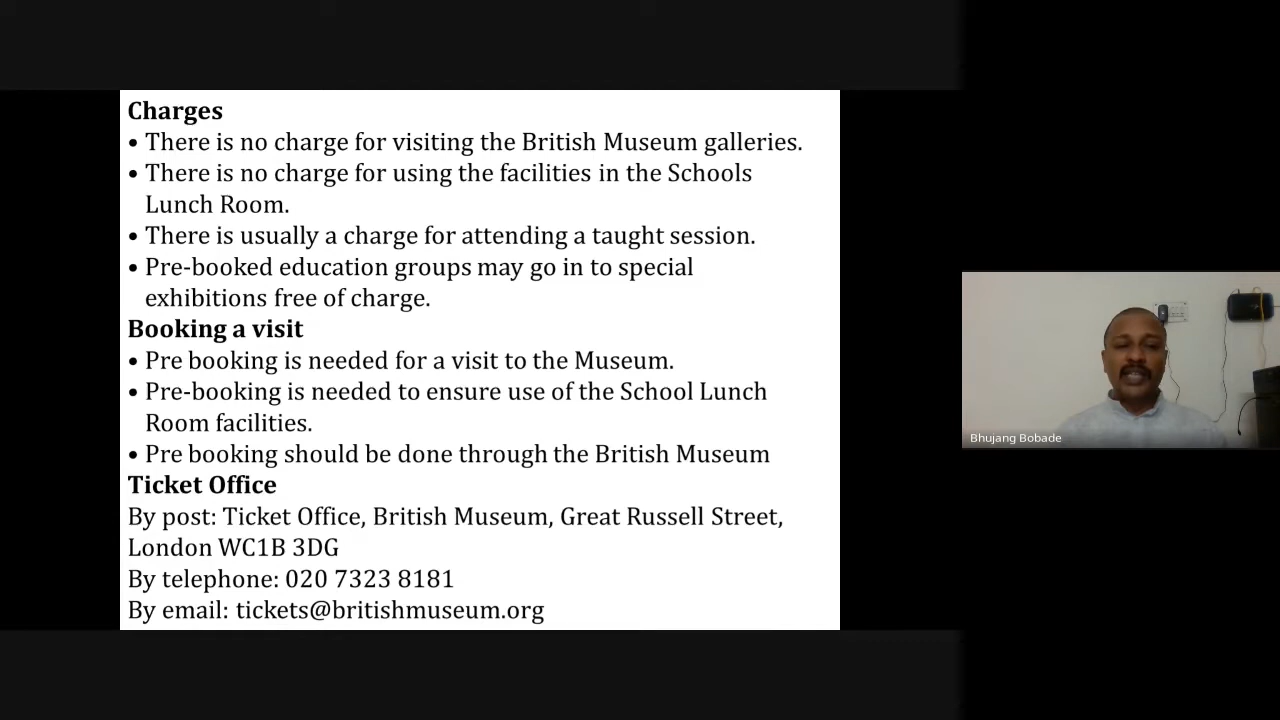 Charges
• There is no charge for visiting the British Museum galleries.
• There is no charge for using the facilities in the Schools
Lunch Room.
• There is usually a charge for attending a taught session.
• Pre-booked education groups may go in to special
exhibitions free of charge.
Booking a visit
• Pre booking is needed for a visit to the Museum.
• Pre-booking is needed to ensure use of the School Lunch
Room facilities.
• Pre booking should be done through the British Museum
Ticket Office
By post: Ticket Office, British Museum, Great Russell Street,
London WC1B 3DG
By telephone: 020 7323 8181
By email: tickets@britishmuseum.org
Bhujang Bobade